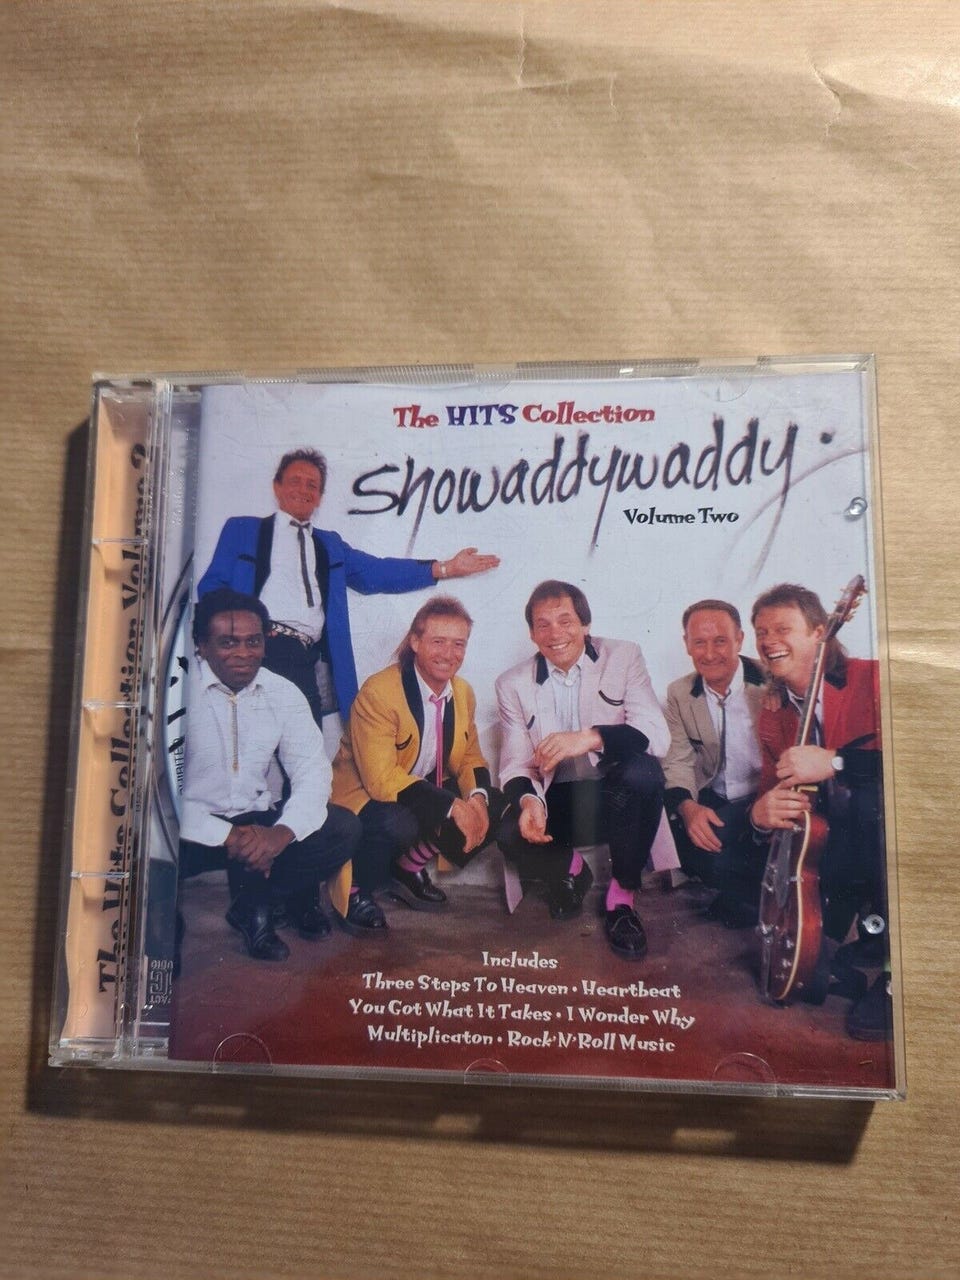 The HITS Collection
showaddywaddy
Volume Two
Includes
Three Steps To Heaven • Heartbeat
You Got What It Takes • I Wonder Why
Multiplicaton • Rock'N'Roll Music
The Hits Collection Volume 2